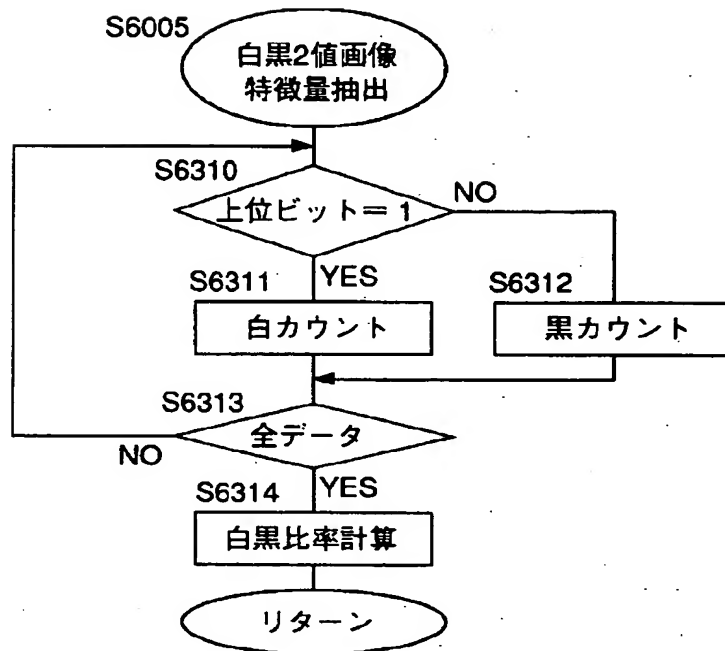 S6005
白黒2値画像
特徴量抽出
S6310
上位ビット＝1
NO
YES
S6311
白カウント
S6312
黒カウント
S6313
全データ
NO
YES
S6314
白黒比率計算
リターン